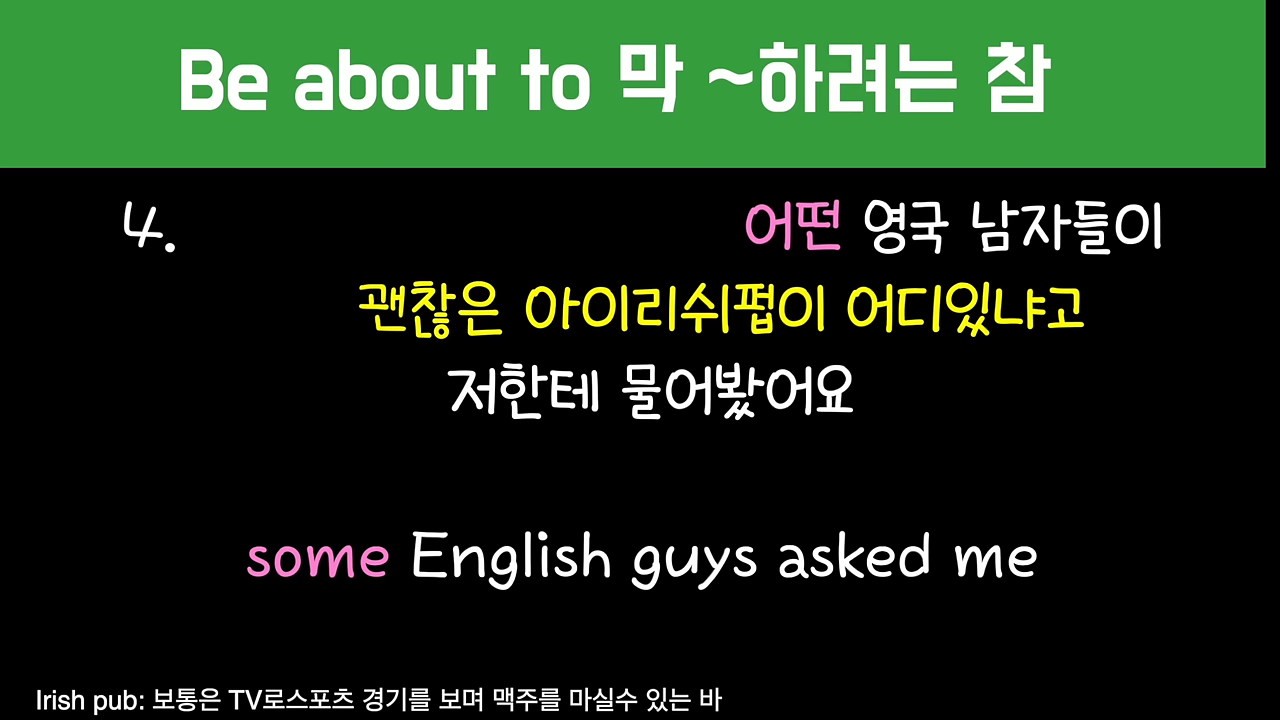 Be about to 막 ~하려는 참
4. 어떤 영국 남자들이
괜찮은 아이리쉬펍이 어디있냐고
저한테 물어봤어요
some English guys asked me
Irish pub: 보통은 TV로스포츠 경기를 보며 맥주를 마실수 있는 바